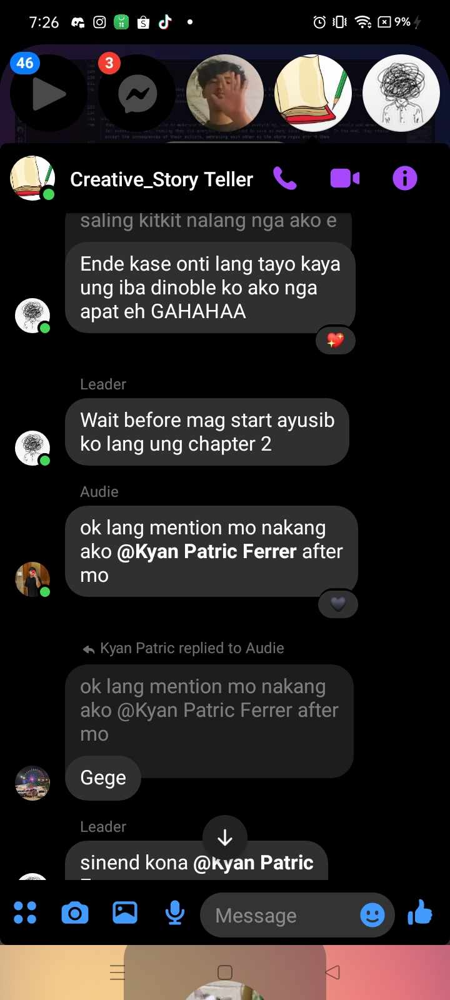 7:26
9%
46
3
Creative_Story Teller
saling kitkit nalang nga ako e
Ende kase onti lang tayo kaya
ung iba dinoble ko ako nga
apat eh GAHAHAA
Leader
Wait before mag start ayusib
ko lang ung chapter 2
Audie
ok lang mention mo nakang
ako @Kyan Patric Ferrer after
mo
Kyan Patric replied to Audie
ok lang mention mo nakang
ako @Kyan Patric Ferrer after
mo
Gege
Leader
sinend kona @Kyan Patric
Message